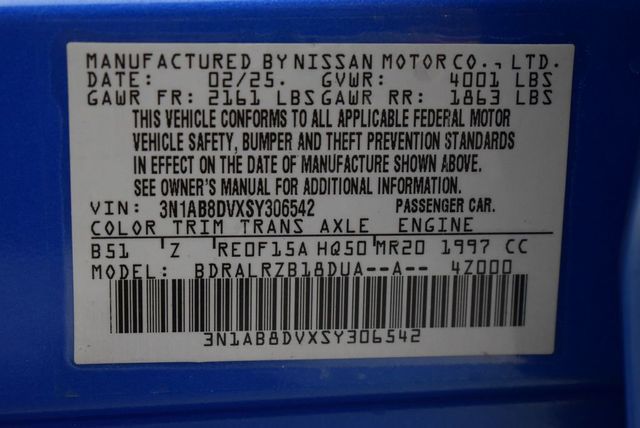 MANUFACTURED BY NISSAN MOTOR CO., LTD.
DATE: 02/25. GVWR: 4001 LBS
GAWR FR: 2161 LBS GAWR RR: 1863 LBS
THIS VEHICLE CONFORMS TO ALL APPLICABLE FEDERAL MOTOR
VEHICLE SAFETY, BUMPER AND THEFT PREVENTION STANDARDS
IN EFFECT ON THE DATE OF MANUFACTURE SHOWN ABOVE.
SEE OWNER'S MANUAL FOR ADDITIONAL INFORMATION.
VIN: 3N1AB8DVXSY306542 PASSENGER CAR.
COLOR TRIM TRANS AXLE ENGINE
B51 Z RE0F15A HQ50 MR20 1997 CC
MODEL: BDRALRZB18DUA--A-- 4Z000
3N1AB8DVXSY306542